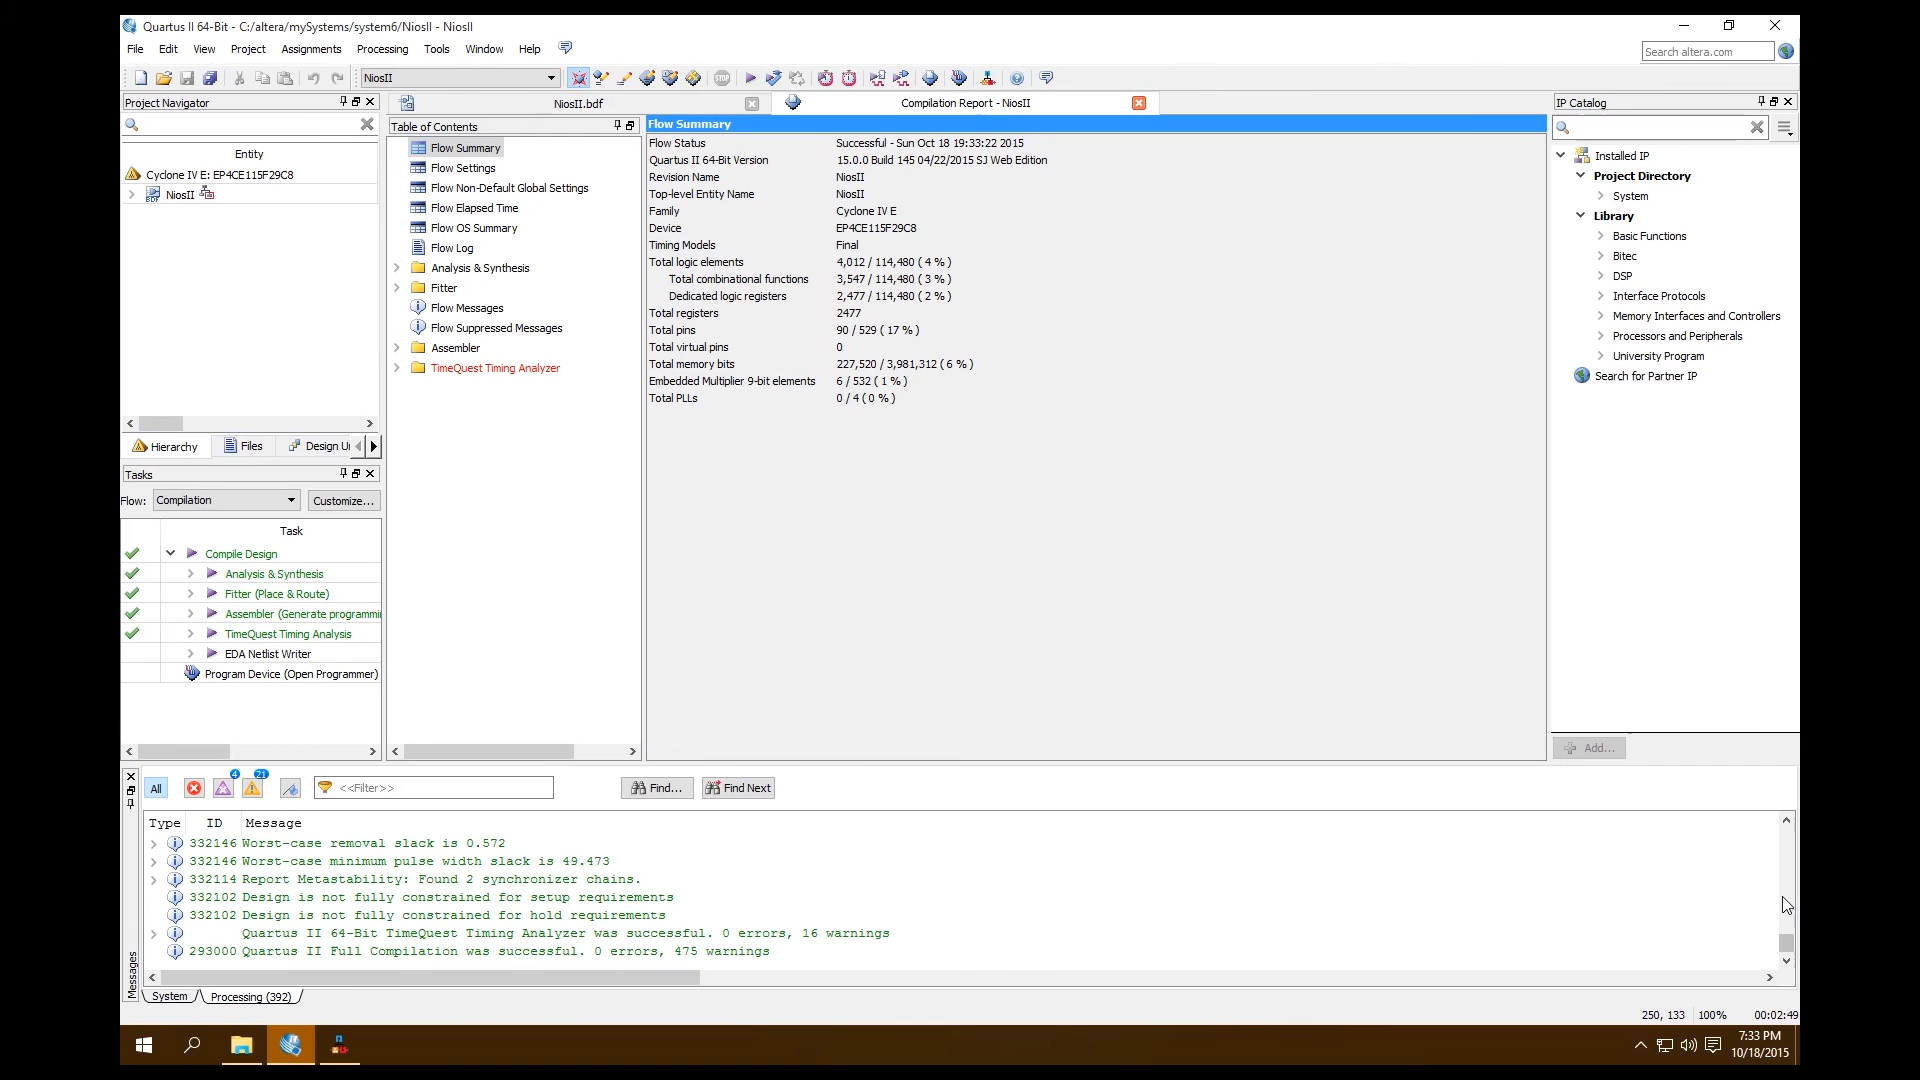 Quartus II 64-Bit - C:/altera/mySystems/system6/NiosII - NiosII
File Edit View Project Assignments Processing Tools Window Help
Search altera.com
NiosII
STOP
Project Navigator
Entity
Cyclone IV E: EP4CE115F29C8
NiosII
Hierarchy
Files
Design U
Tasks
Flow: Compilation
Customize...
Task
Compile Design
Analysis & Synthesis
Fitter (Place & Route)
Assembler (Generate programmi
TimeQuest Timing Analysis
EDA Netlist Writer
Program Device (Open Programmer)
NiosII.bdf
Compilation Report - NiosII
Table of Contents
Flow Summary
Flow Settings
Flow Non-Default Global Settings
Flow Elapsed Time
Flow OS Summary
Flow Log
Analysis & Synthesis
Fitter
Flow Messages
Flow Suppressed Messages
Assembler
TimeQuest Timing Analyzer
Flow Summary
Flow Status Successful - Sun Oct 18 19:33:22 2015
Quartus II 64-Bit Version 15.0.0 Build 145 04/22/2015 SJ Web Edition
Revision Name NiosII
Top-level Entity Name NiosII
Family Cyclone IV E
Device EP4CE115F29C8
Timing Models Final
Total logic elements 4,012 / 114,480 ( 4 % )
Total combinational functions 3,547 / 114,480 ( 3 % )
Dedicated logic registers 2,477 / 114,480 ( 2 % )
Total registers 2477
Total pins 90 / 529 ( 17 % )
Total virtual pins 0
Total memory bits 227,520 / 3,981,312 ( 6 % )
Embedded Multiplier 9-bit elements 6 / 532 ( 1 % )
Total PLLs 0 / 4 ( 0 % )
IP Catalog
Installed IP
Project Directory
System
Library
Basic Functions
Bitec
DSP
Interface Protocols
Memory Interfaces and Controllers
Processors and Peripherals
University Program
Search for Partner IP
Add...
All
4
21
<<Filter>>
Find...
Find Next
Type ID Message
332146 Worst-case removal slack is 0.572
332146 Worst-case minimum pulse width slack is 49.473
332114 Report Metastability: Found 2 synchronizer chains.
332102 Design is not fully constrained for setup requirements
332102 Design is not fully constrained for hold requirements
Quartus II 64-Bit TimeQuest Timing Analyzer was successful. 0 errors, 16 warnings
293000 Quartus II Full Compilation was successful. 0 errors, 475 warnings
Messages
System
Processing (392)
250, 133 100% 00:02:49
7:33 PM
10/18/2015